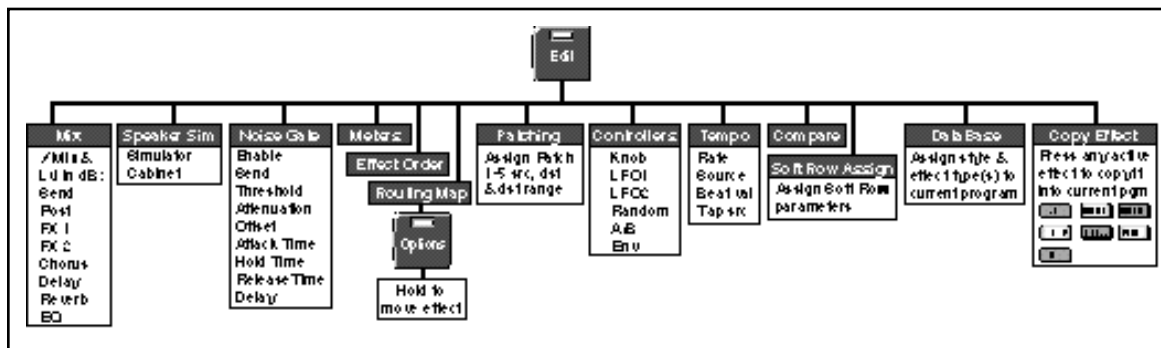 Edit
Mix
Send
Post
FX 1
FX 2
Chorus
Delay
Reverb
EQ
Speaker Sim
Simulator
Cabinet
Noise Gate
Enable
Send
Threshold
Attenuation
Offset
Attack Time
Hold Time
Release Time
Delay
Meters
Effect Order
Routing Map
Options
Hold to
move effect
Patching
Assign Patch
1-5 src, dst
& dst range
Controllers
Knob
LFO1
LFO2
Random
A/B
Env
Tempo
Rate
Source
Beat val
Tap src
Compare
Soft Row Assign
Assign Soft Row
parameters
Data Base
Assign style &
effect type(s) to
current program
Copy Effect
Press any active
effect to copy it
into current pgm